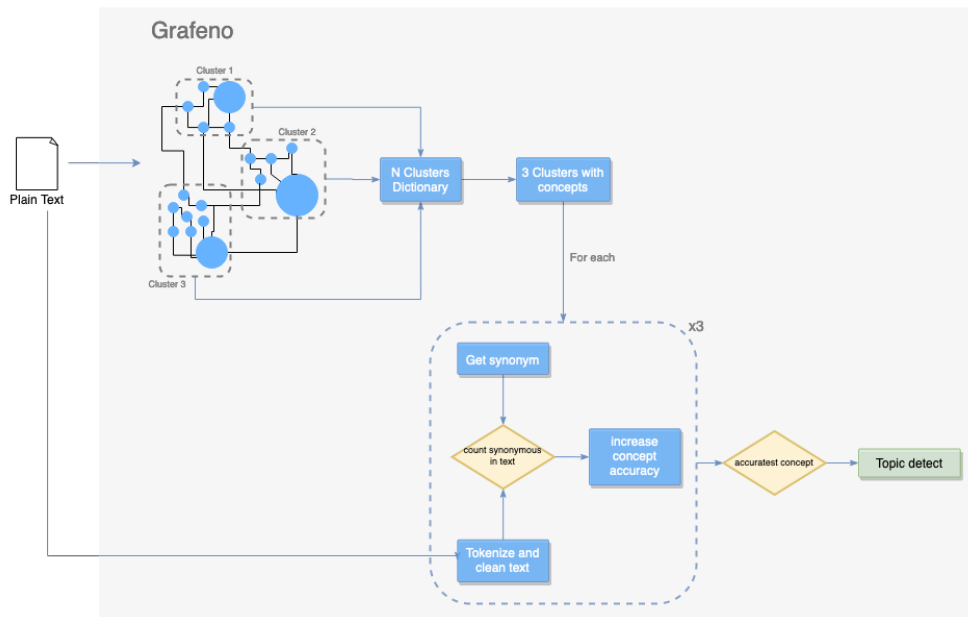 Grafeno
Cluster 1
Cluster 2
Plain Text
N Clusters
Dictionary
3 Clusters with
concepts
Cluster 3
For each
x3
Get synonym
count synonymous
in text
increase
concept
accuracy
accuratest concept
Topic detect
Tokenize and
clean text